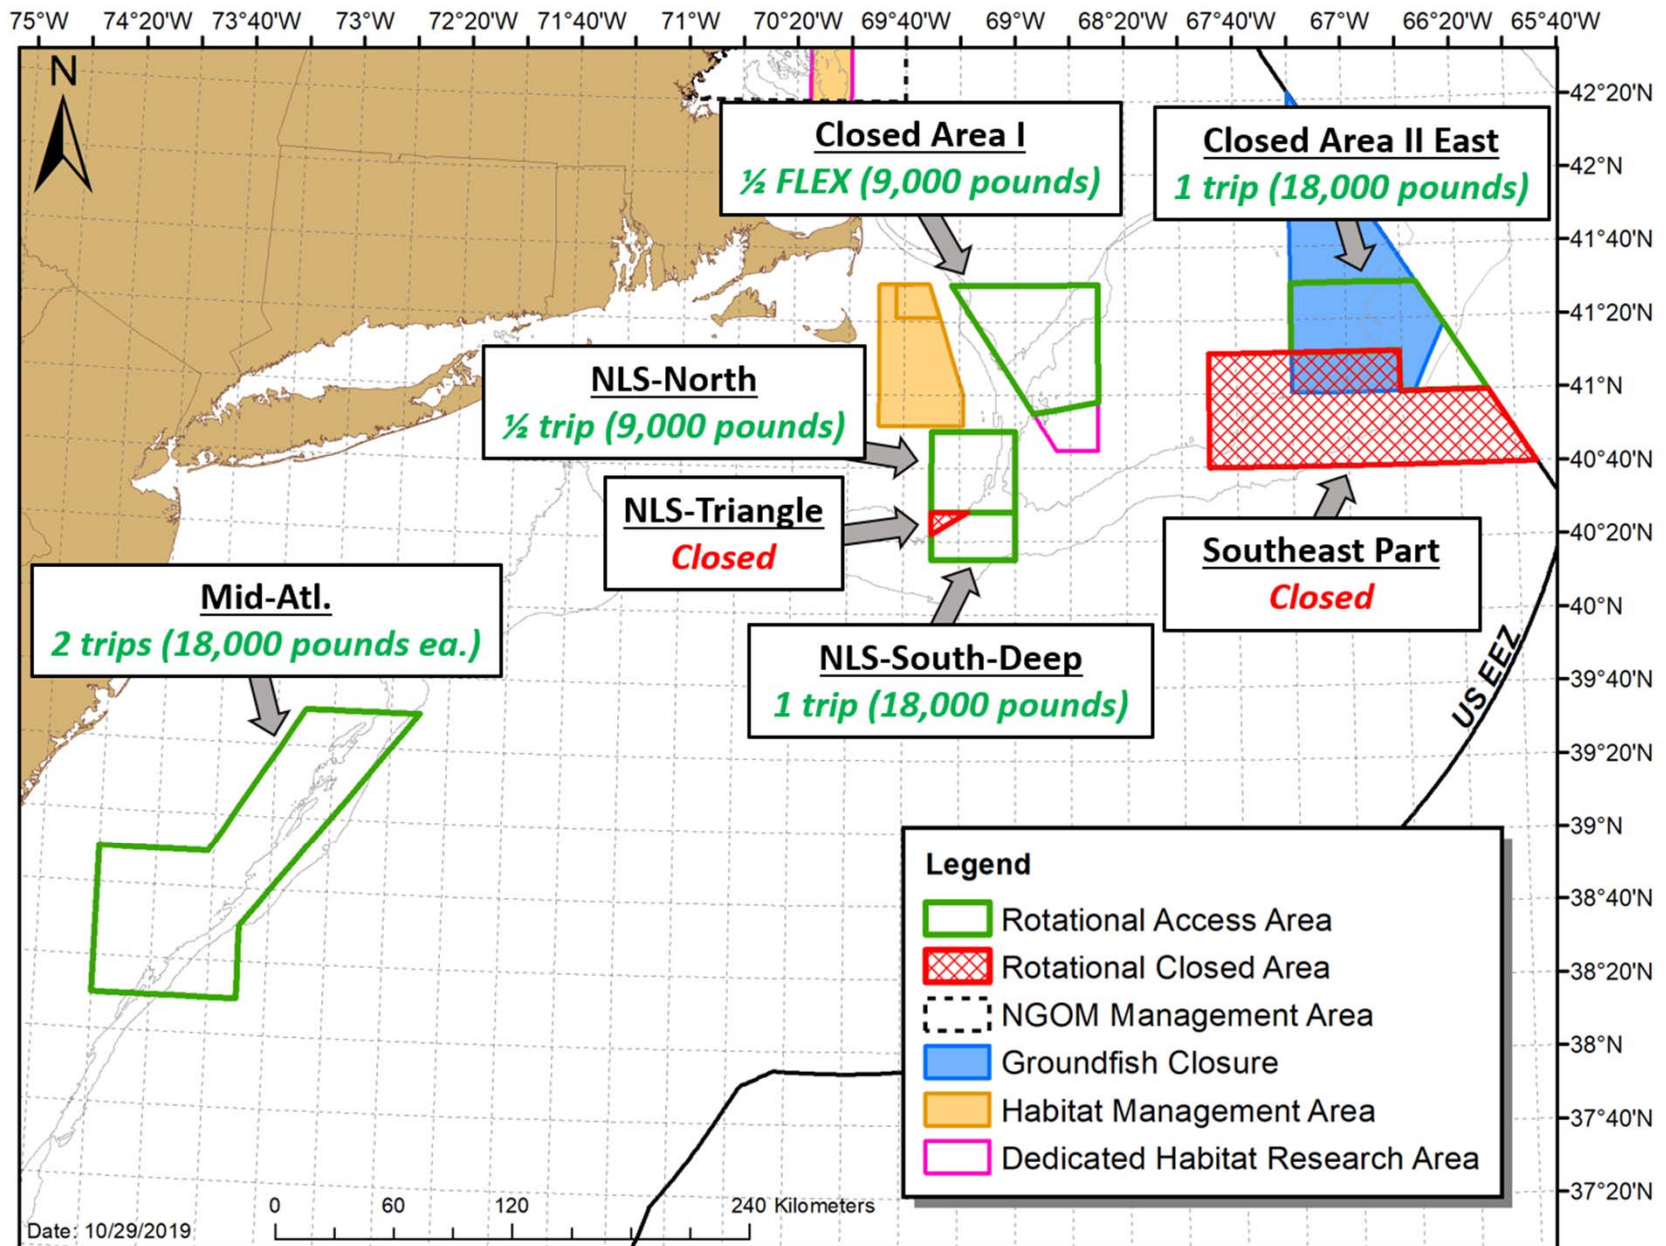 75°W 74°20'W 73°40'W 73°W 72°20'W 71°40'W 71°W 70°20'W 69°40'W 69°W 68°20'W 67°40'W 67°W 66°20'W 65°40'W
N
42°20'N
42°N
41°40'N
41°20'N
41°N
40°40'N
40°20'N
40°N
39°40'N
39°20'N
39°N
38°40'N
38°20'N
38°N
37°40'N
37°20'N
Closed Area I
½ FLEX (9,000 pounds)
Closed Area II East
1 trip (18,000 pounds)
NLS-North
½ trip (9,000 pounds)
NLS-Triangle
Closed
Southeast Part
Closed
Mid-Atl.
2 trips (18,000 pounds ea.)
NLS-South-Deep
1 trip (18,000 pounds)
US EEZ
Legend
Rotational Access Area
Rotational Closed Area
NGOM Management Area
Groundfish Closure
Habitat Management Area
Dedicated Habitat Research Area
0 60 120 240 Kilometers
Date: 10/29/2019